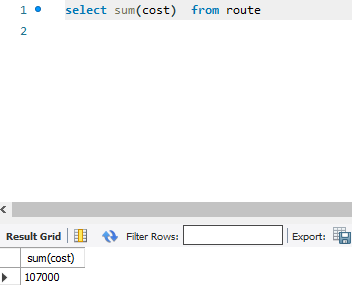 1 select sum(cost)  from route
2
Result Grid Filter Rows: Export:
sum(cost)
107000